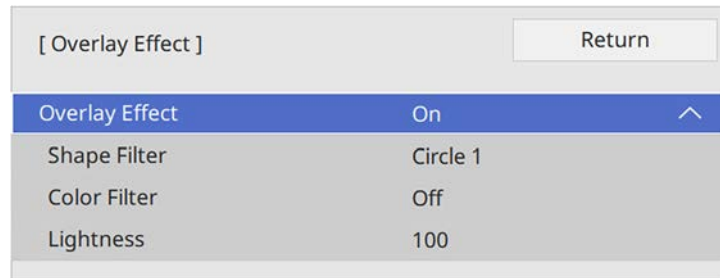 [ Overlay Effect ] Return
Overlay Effect On
Shape Filter Circle 1
Color Filter Off
Lightness 100